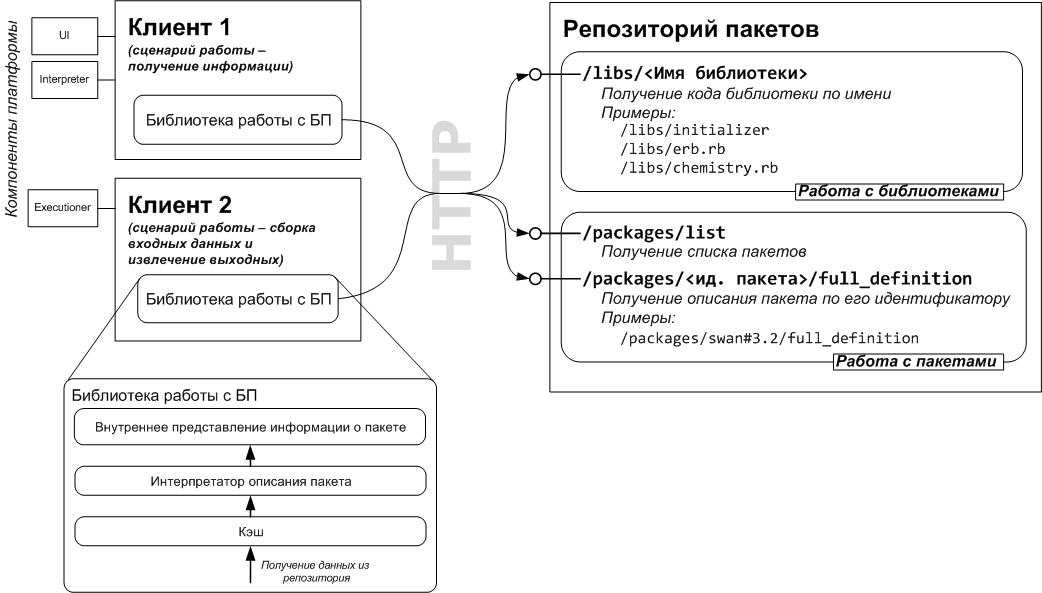 Компоненты платформы
UI
Interpreter
Executioner
Клиент 1
(сценарий работы –
получение информации)
Библиотека работы с БП
Клиент 2
(сценарий работы – сборка
входных данных и
извлечение выходных)
Библиотека работы с БП
Библиотека работы с БП
Внутреннее представление информации о пакете
Интерпретатор описания пакета
Кэш
Получение данных из
репозитория
HTTP
Репозиторий пакетов
/libs/<Имя библиотеки>
Получение кода библиотеки по имени
Примеры:
/libs/initializer
/libs/erb.rb
/libs/chemistry.rb
Работа с библиотеками
/packages/list
Получение списка пакетов
/packages/<ид. пакета>/full_definition
Получение описания пакета по его идентификатору
Примеры:
/packages/swan#3.2/full_definition
Работа с пакетами